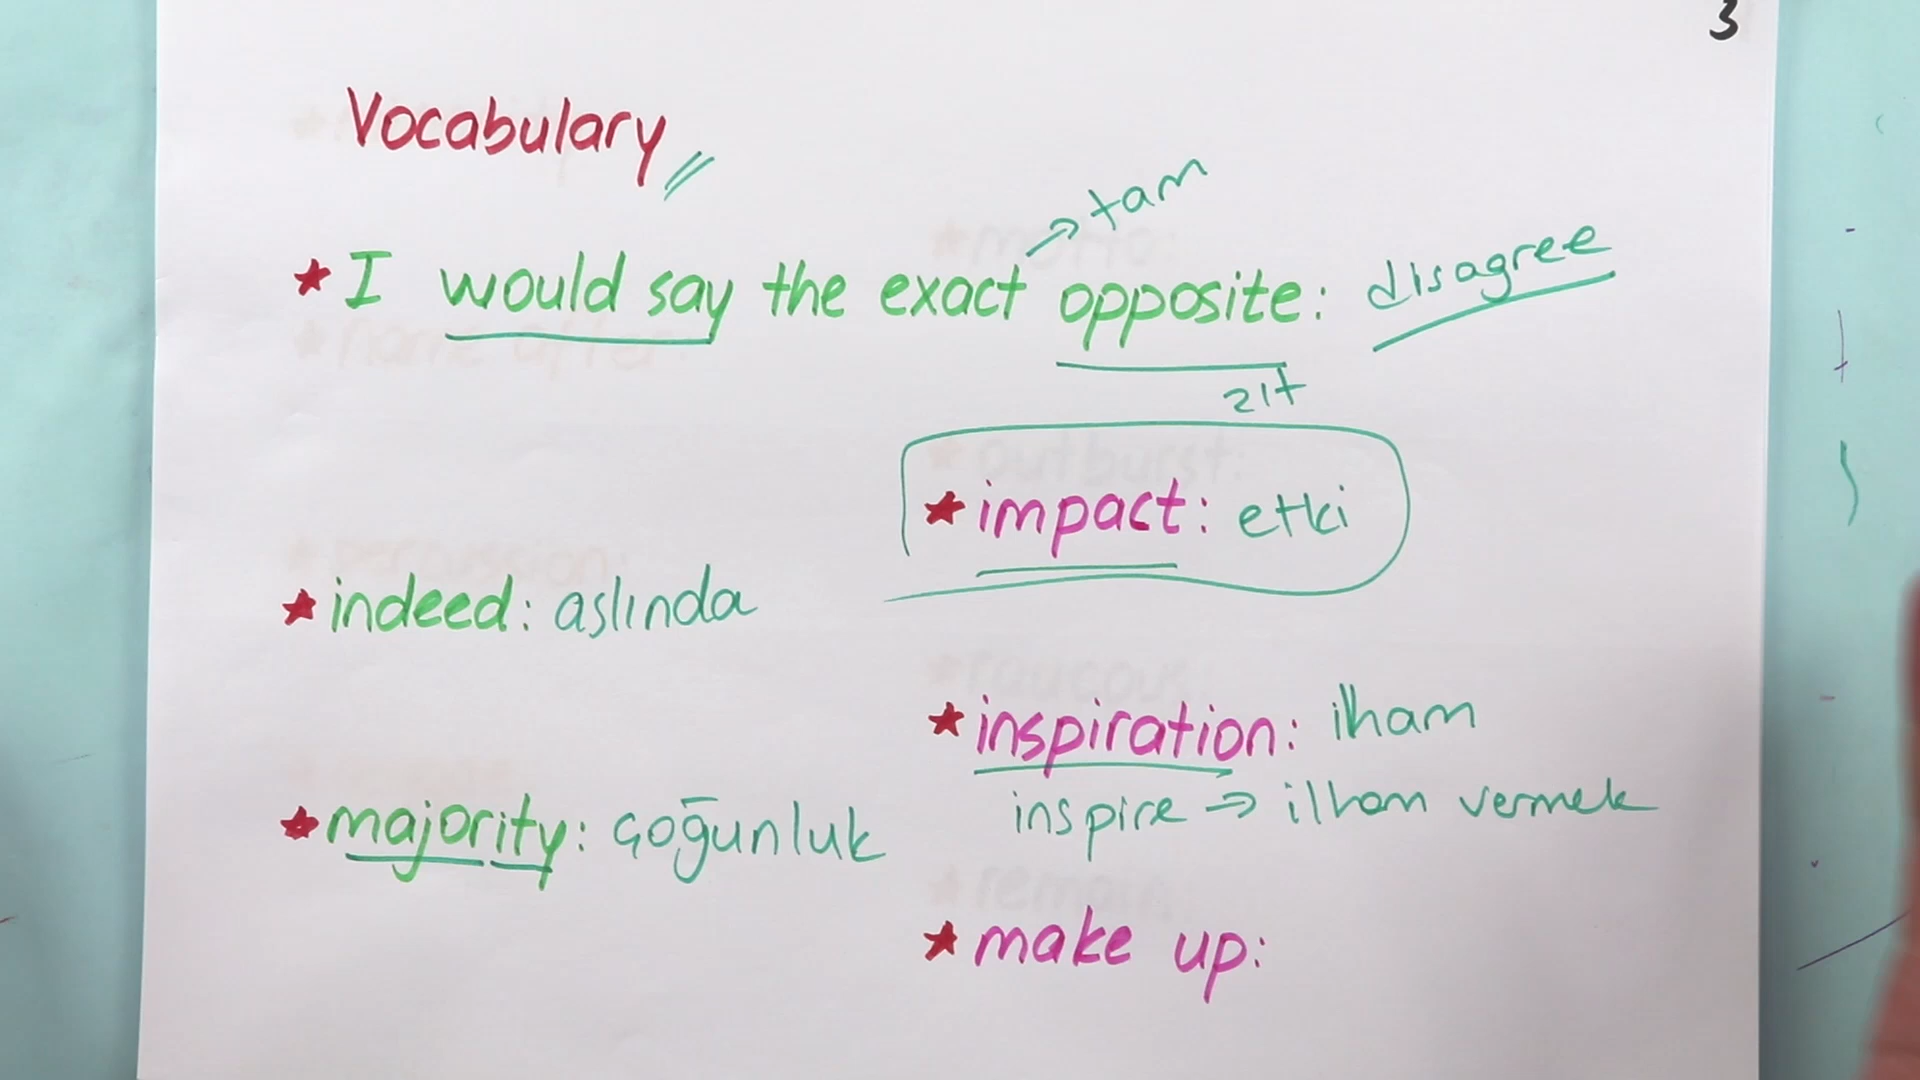 3
Vocabulary
tam
★ I would say the exact opposite: disagree
zıt
★ impact: etki
★ indeed: aslında
★ inspiration: ilham
inspire → ilham vermek
★ majority: çoğunluk
★ make up: